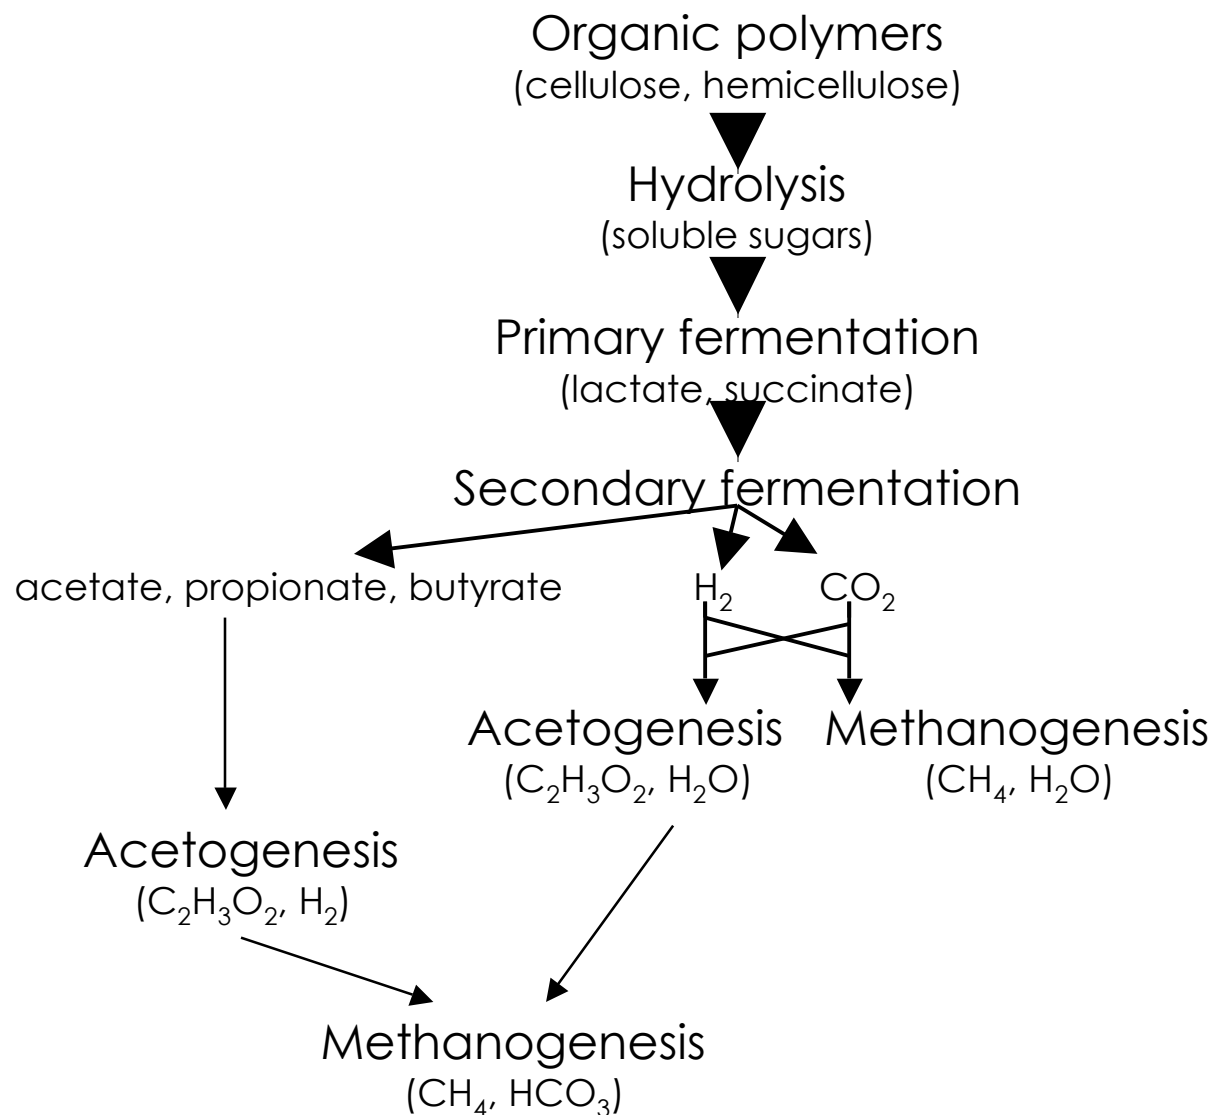 Organic polymers
(cellulose, hemicellulose)
Hydrolysis
(soluble sugars)
Primary fermentation
(lactate, succinate)
Secondary fermentation
acetate, propionate, butyrate
H₂
CO₂
Acetogenesis
(C₂H₃O₂, H₂O)
Methanogenesis
(CH₄, H₂O)
Acetogenesis
(C₂H₃O₂, H₂)
Methanogenesis
(CH₄, HCO₃)